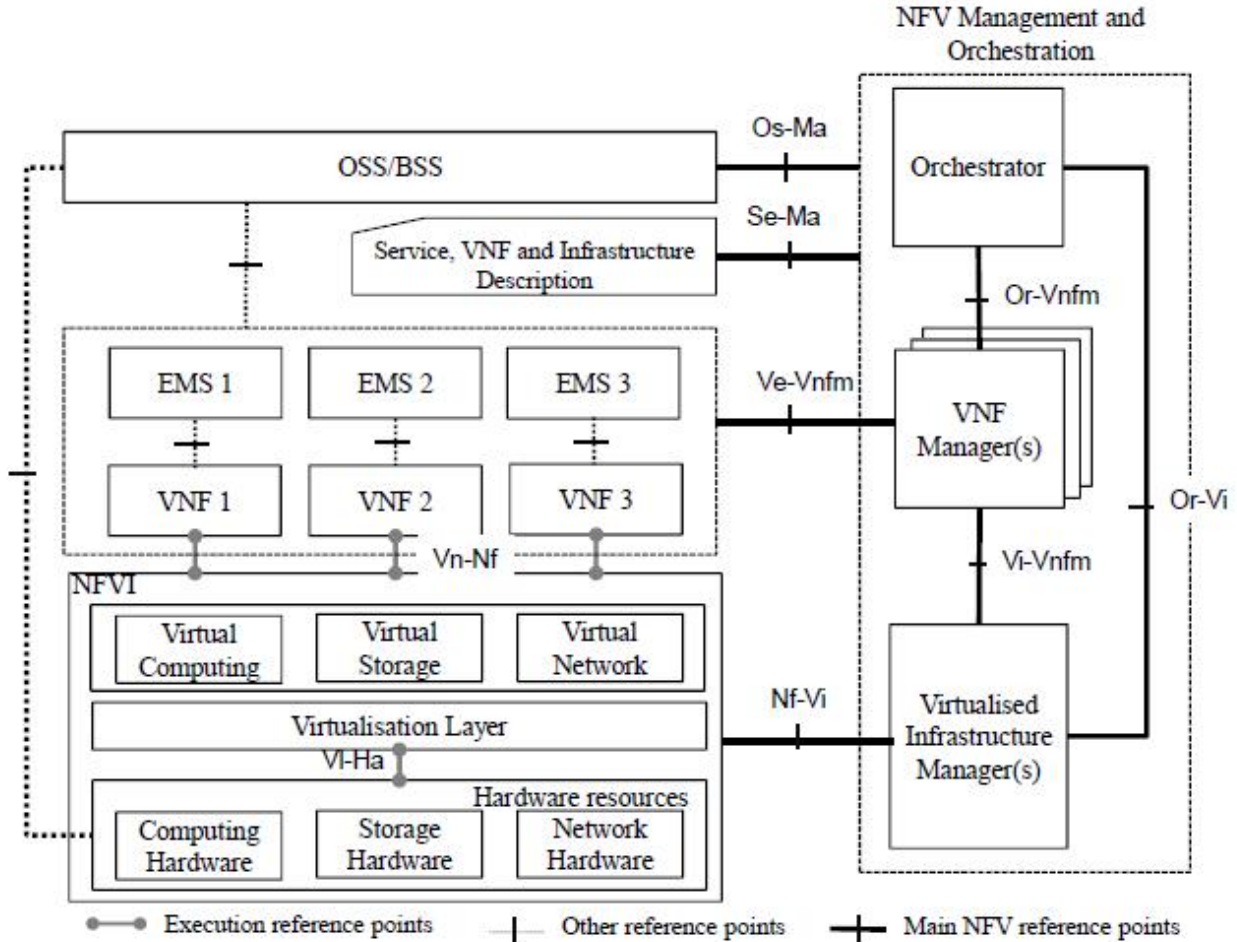 NFV Management and
Orchestration
Os-Ma
OSS/BSS
Orchestrator
Se-Ma
Service, VNF and Infrastructure
Description
Or-Vnfm
EMS 1
EMS 2
EMS 3
Ve-Vnfm
VNF
Manager(s)
VNF 1
VNF 2
VNF 3
Or-Vi
Vn-Nf
Vi-Vnfm
NFVI
Virtual
Computing
Virtual
Storage
Virtual
Network
Nf-Vi
Virtualised
Infrastructure
Manager(s)
Virtualisation Layer
Vl-Ha
Hardware resources
Computing
Hardware
Storage
Hardware
Network
Hardware
Execution reference points
Other reference points
Main NFV reference points